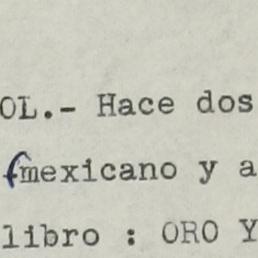 OL.- Hace dos
(mexicano y a
libro : ORO Y